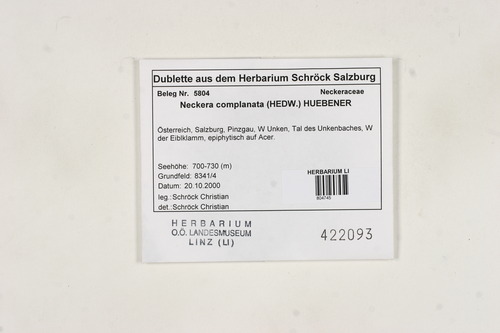 Dublette aus dem Herbarium Schröck Salzburg
Beleg Nr. 5804 Neckeraceae
Neckera complanata (HEDW.) HUEBENER
Österreich, Salzburg, Pinzgau, W Unken, Tal des Unkenbaches, W
der Eiblklamm, epiphytisch auf Acer.
Seehöhe: 700-730 (m)
Grundfeld: 8341/4
Datum: 20.10.2000
leg.:Schröck Christian
det.:Schröck Christian
HERBARIUM LI
804745
HERBARIUM
O.Ö. LANDESMUSEUM
LINZ (LI)
422093